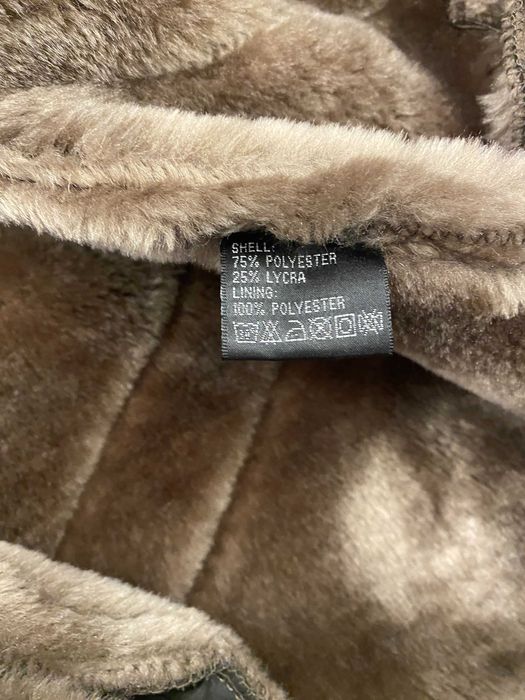 SHELL:
75% POLYESTER
25% LYCRA
LINING:
100% POLYESTER